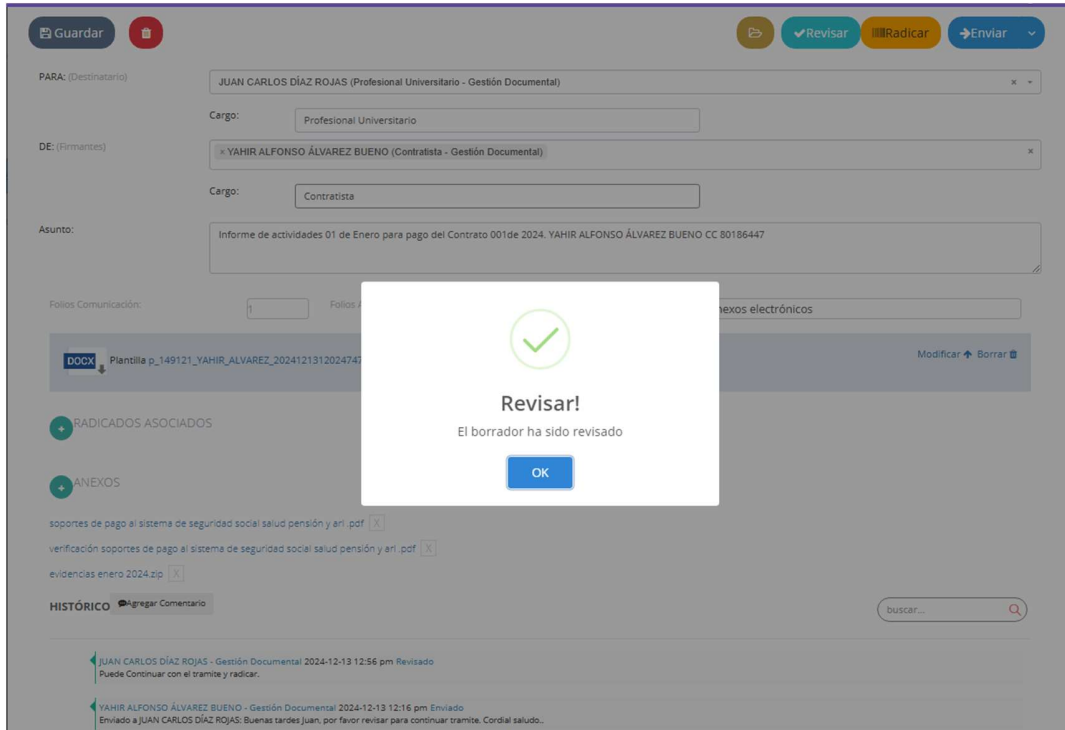 Guardar
Revisar
Radicar
Enviar
PARA: (Destinatario)
JUAN CARLOS DÍAZ ROJAS (Profesional Universitario - Gestión Documental)
Cargo:
Profesional Universitario
DE: (Firmantes)
× YAHIR ALFONSO ÁLVAREZ BUENO (Contratista - Gestión Documental)
Cargo:
Contratista
Asunto:
Informe de actividades 01 de Enero para pago del Contrato 001de 2024. YAHIR ALFONSO ÁLVAREZ BUENO CC 80186447
Folios Comunicación:
1
Folios
nexos electrónicos
DOCX
Plantilla p_149121_YAHIR_ALVAREZ_2024121312024747
Modificar
Borrar
Revisar!
El borrador ha sido revisado
OK
RADICADOS ASOCIADOS
ANEXOS
soportes de pago al sistema de seguridad social salud pensión y arl .pdf X
verificación soportes de pago al sistema de seguridad social salud pensión y arl .pdf X
evidencias enero 2024.zip X
HISTÓRICO
Agregar Comentario
buscar...
JUAN CARLOS DÍAZ ROJAS - Gestión Documental 2024-12-13 12:56 pm Revisado
Puede Continuar con el tramite y radicar.
YAHIR ALFONSO ÁLVAREZ BUENO - Gestión Documental 2024-12-13 12:16 pm Enviado
Enviado a JUAN CARLOS DÍAZ ROJAS: Buenas tardes Juan, por favor revisar para continuar tramite. Cordial saludo..